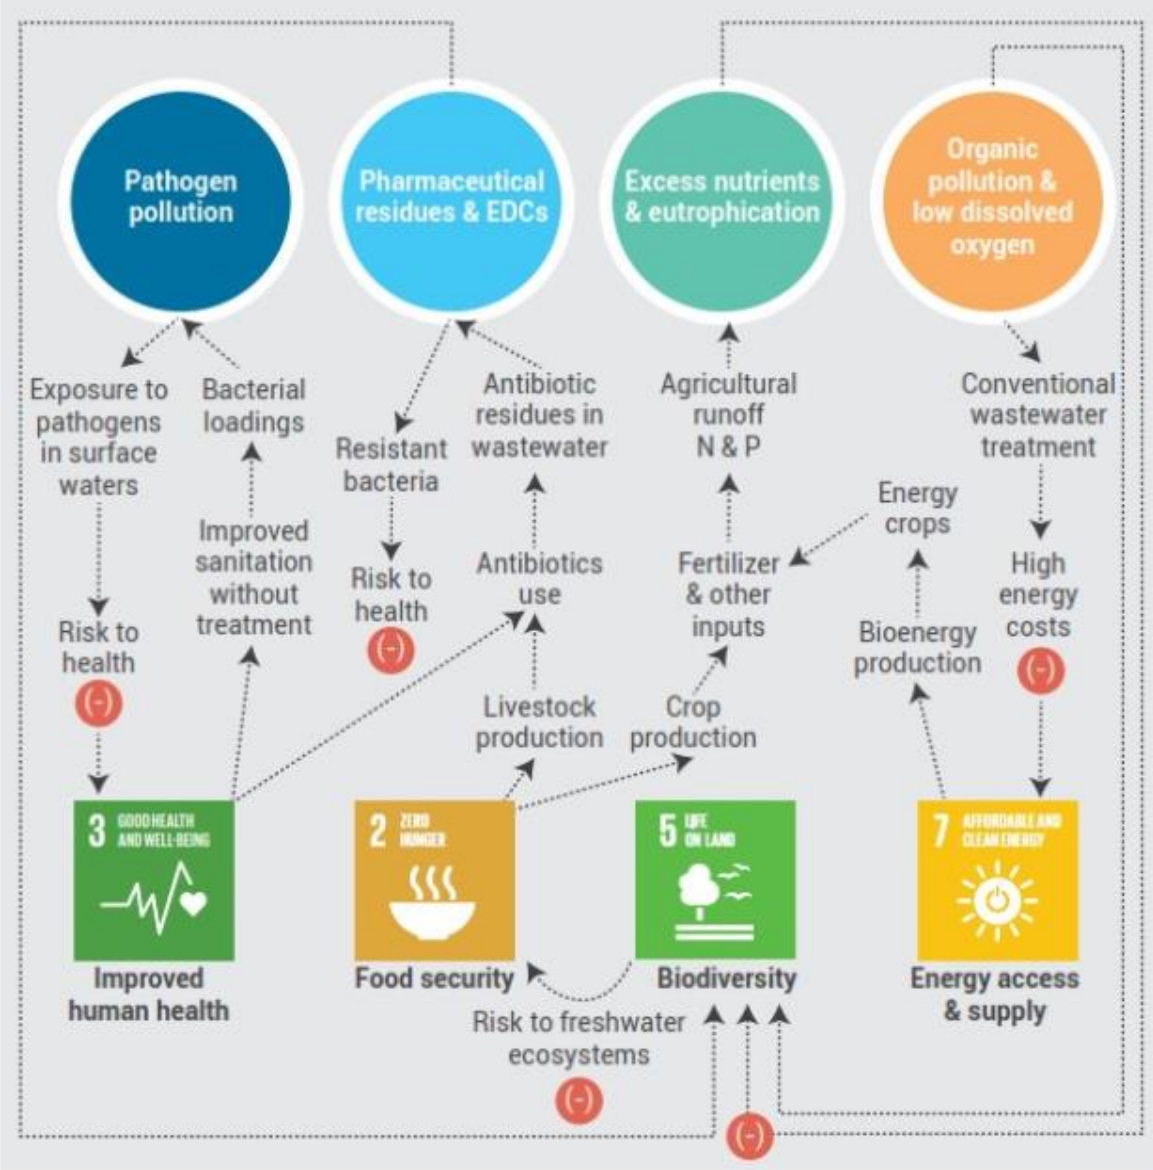 Pathogen
pollution
Pharmaceutical
residues & EDCs
Excess nutrients
& eutrophication
Organic
pollution &
low dissolved
oxygen
Exposure to
pathogens
in surface
waters
Bacterial
loadings
Resistant
bacteria
Antibiotic
residues in
wastewater
Agricultural
runoff
N & P
Conventional
wastewater
treatment
Energy
crops
Improved
sanitation
without
treatment
Risk to
health
(-)
Antibiotics
use
Fertilizer
& other
inputs
High
energy
costs
(-)
Risk to
health
(-)
Bioenergy
production
Livestock
production
Crop
production
3 GOOD HEALTH
AND WELL-BEING
2 ZERO
HUNGER
5 LIFE
ON LAND
7 AFFORDABLE AND
CLEAN ENERGY
Improved
human health
Food security
Biodiversity
Energy access
& supply
Risk to freshwater
ecosystems
(-)
(-)